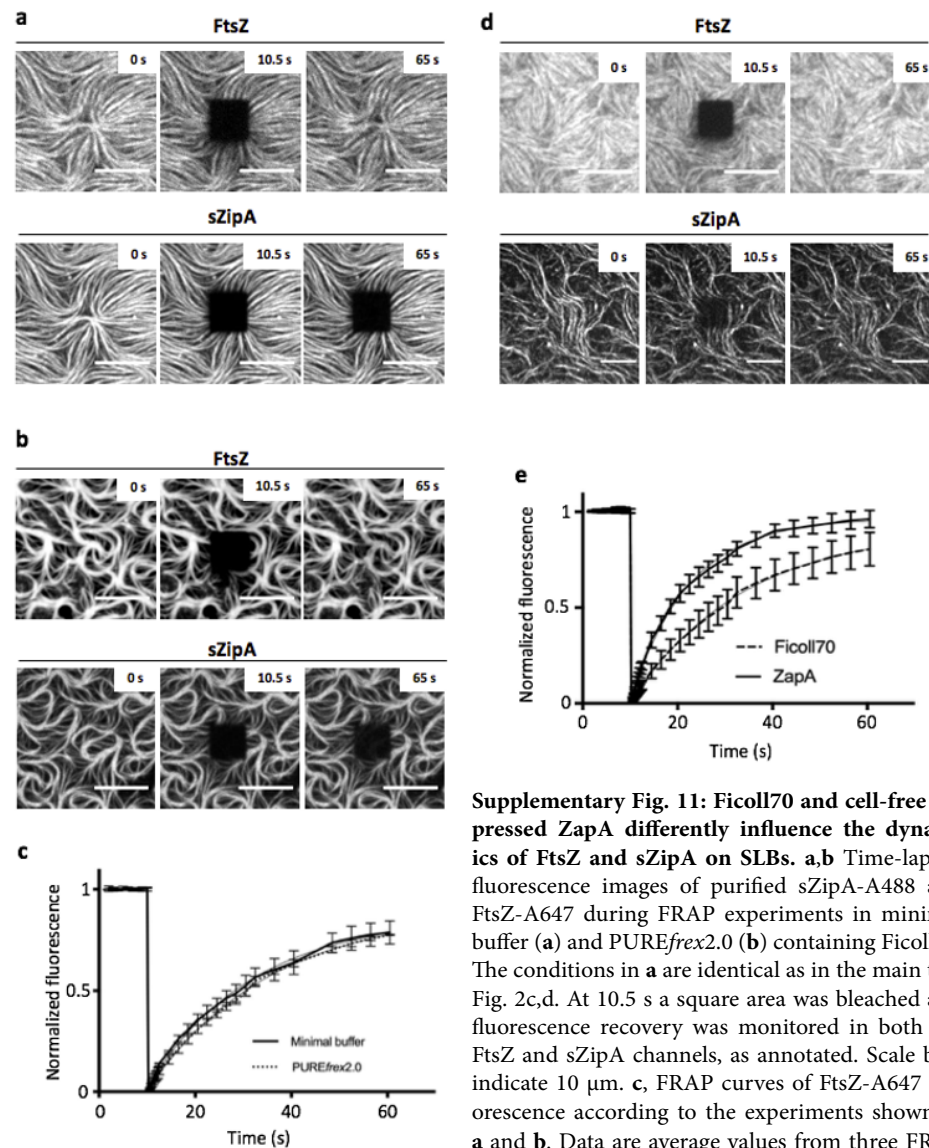 a
FtsZ
0 s
10.5 s
65 s
sZipA
0 s
10.5 s
65 s
b
FtsZ
0 s
10.5 s
65 s
sZipA
0 s
10.5 s
65 s
c
Normalized fluorescence
1
0.5
0
0
20
40
60
Time (s)
Minimal buffer
PUREfrex2.0
d
FtsZ
0 s
10.5 s
65 s
sZipA
0 s
10.5 s
65 s
e
Normalized fluorescence
1
0.5
0
0
20
40
60
Time (s)
Ficoll70
ZapA
Supplementary Fig. 11: Ficoll70 and cell-free
pressed ZapA differently influence the dyna
ics of FtsZ and sZipA on SLBs. a,b Time-lap
fluorescence images of purified sZipA-A488 a
FtsZ-A647 during FRAP experiments in minim
buffer (a) and PUREfrex2.0 (b) containing Ficoll
The conditions in a are identical as in the main t
Fig. 2c,d. At 10.5 s a square area was bleached a
fluorescence recovery was monitored in both
FtsZ and sZipA channels, as annotated. Scale b
indicate 10 μm. c, FRAP curves of FtsZ-A647
orescence according to the experiments shown
a and b. Data are average values from three FR